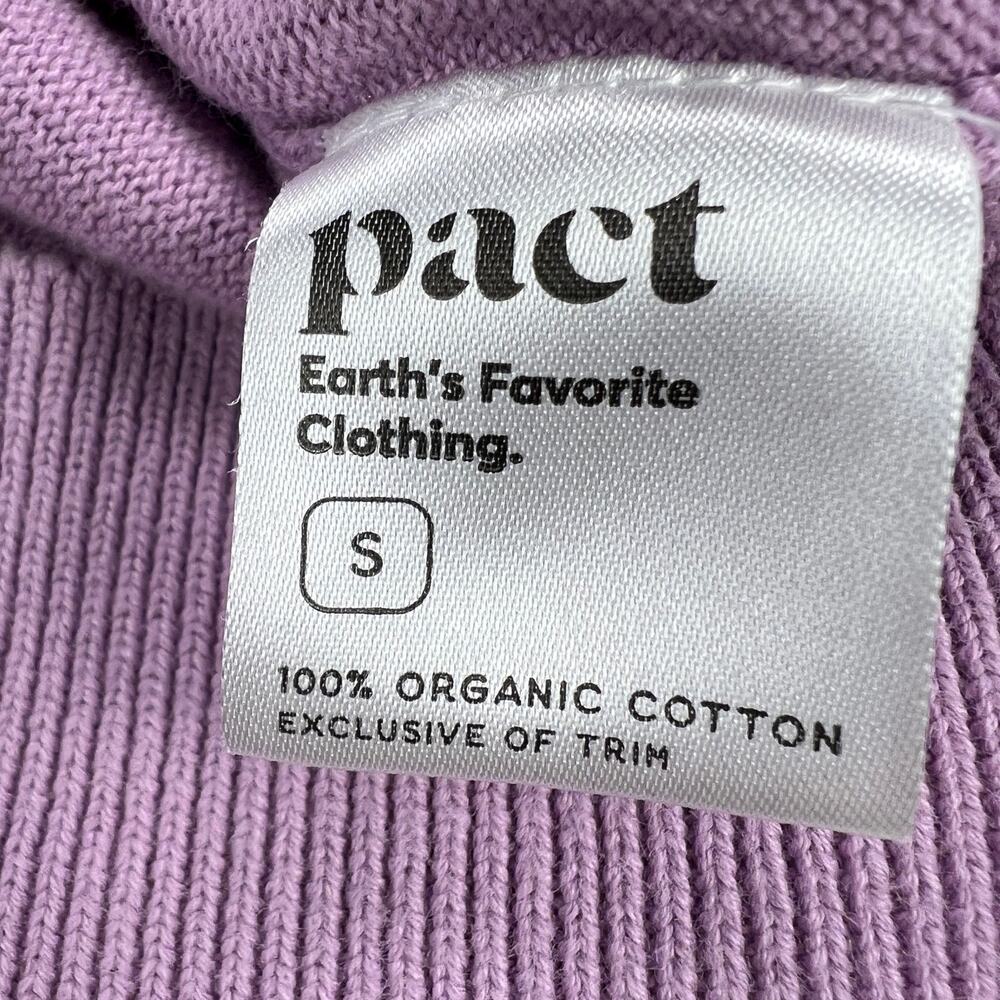 pact
Earth's Favorite
Clothing.
S
100% ORGANIC COTTON
EXCLUSIVE OF TRIM